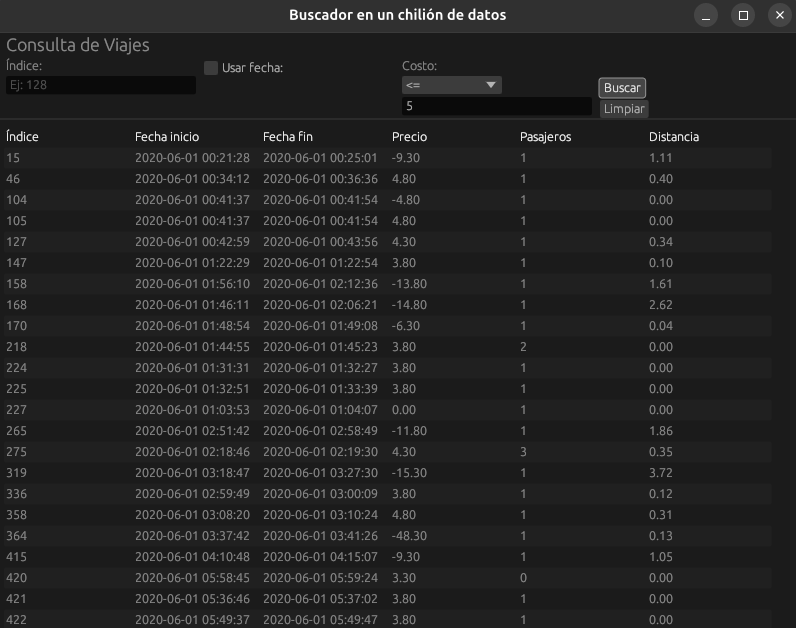 Buscador en un chilión de datos
Consulta de Viajes
Índice:
Usar fecha:
Costo:
Ej: 128
<=
Buscar
5
Limpiar
Índice Fecha inicio Fecha fin Precio Pasajeros Distancia
15 2020-06-01 00:21:28 2020-06-01 00:25:01 -9.30 1 1.11
46 2020-06-01 00:34:12 2020-06-01 00:36:36 4.80 1 0.40
104 2020-06-01 00:41:37 2020-06-01 00:41:54 -4.80 1 0.00
105 2020-06-01 00:41:37 2020-06-01 00:41:54 4.80 1 0.00
127 2020-06-01 00:42:59 2020-06-01 00:43:56 4.30 1 0.34
147 2020-06-01 01:22:29 2020-06-01 01:22:54 3.80 1 0.10
158 2020-06-01 01:56:10 2020-06-01 02:12:36 -13.80 1 1.61
168 2020-06-01 01:46:11 2020-06-01 02:06:21 -14.80 1 2.62
170 2020-06-01 01:48:54 2020-06-01 01:49:08 -6.30 1 0.04
218 2020-06-01 01:44:55 2020-06-01 01:45:23 3.80 2 0.00
224 2020-06-01 01:31:31 2020-06-01 01:32:27 3.80 1 0.00
225 2020-06-01 01:32:51 2020-06-01 01:33:39 3.80 1 0.00
227 2020-06-01 01:03:53 2020-06-01 01:04:07 0.00 1 0.00
265 2020-06-01 02:51:42 2020-06-01 02:58:49 -11.80 1 1.86
275 2020-06-01 02:18:46 2020-06-01 02:19:30 4.30 3 0.35
319 2020-06-01 03:18:47 2020-06-01 03:27:30 -15.30 1 3.72
336 2020-06-01 02:59:49 2020-06-01 03:00:09 3.80 1 0.12
358 2020-06-01 03:08:20 2020-06-01 03:10:24 4.80 1 0.31
364 2020-06-01 03:37:42 2020-06-01 03:41:26 -48.30 1 0.13
415 2020-06-01 04:10:48 2020-06-01 04:15:07 -9.30 1 1.05
420 2020-06-01 05:58:45 2020-06-01 05:59:24 3.30 0 0.00
421 2020-06-01 05:36:46 2020-06-01 05:37:02 3.80 1 0.00
422 2020-06-01 05:49:37 2020-06-01 05:49:47 3.80 1 0.00